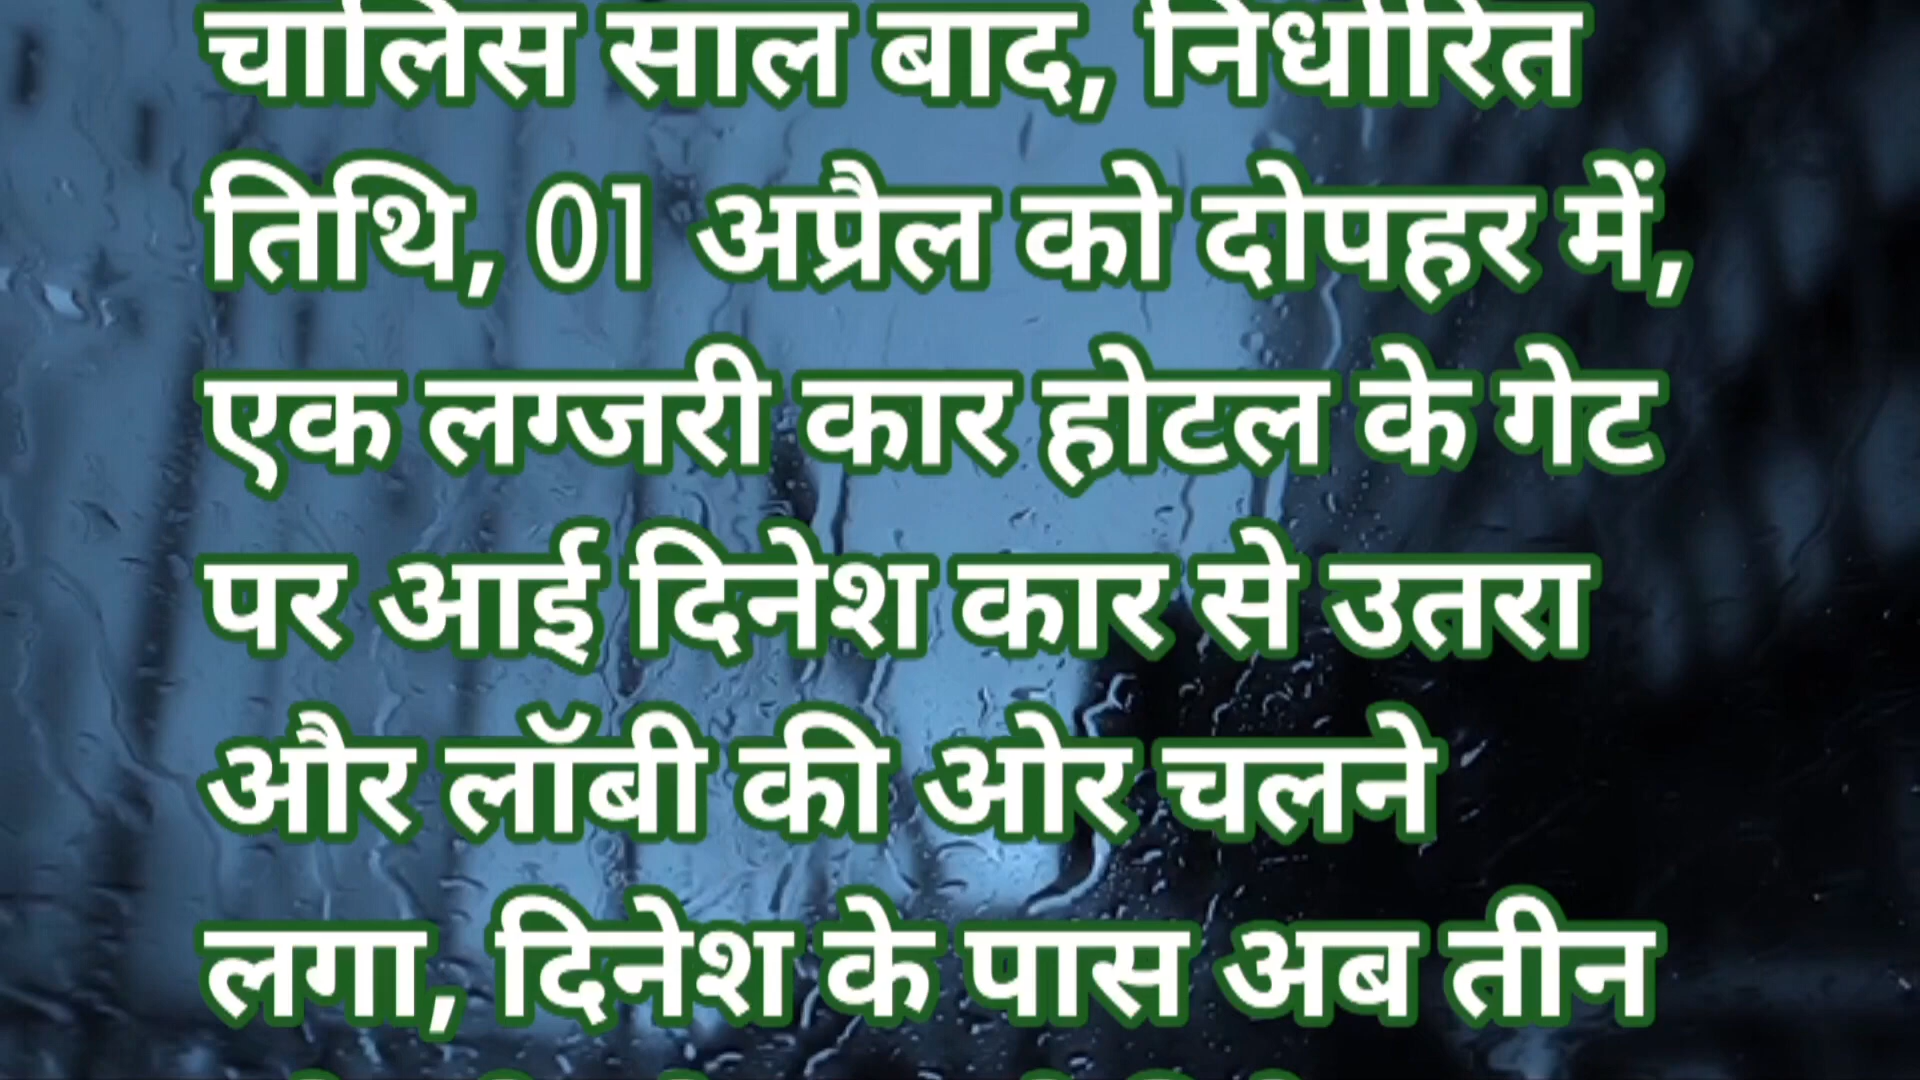 चालिस साल बाद, निर्धारित
तिथि, 01 अप्रैल को दोपहर में,
एक लग्जरी कार होटल के गेट
पर आई दिनेश कार से उतरा
और लॉबी की ओर चलने
लगा, दिनेश के पास अब तीन